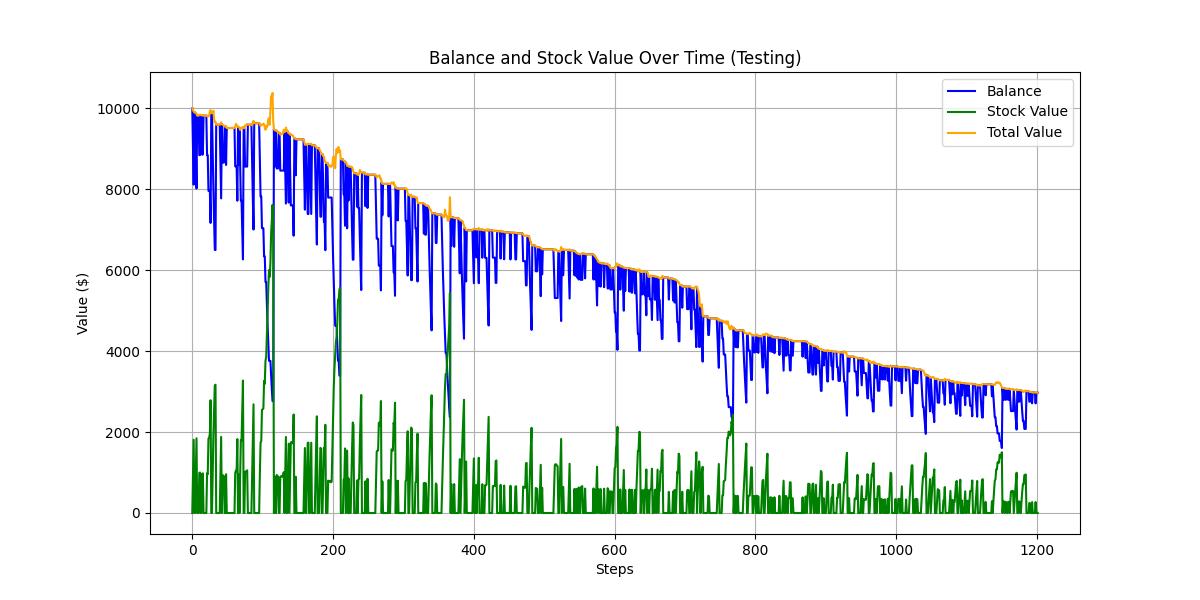 Balance and Stock Value Over Time (Testing)
Balance
Stock Value
Total Value
10000
8000
6000
4000
2000
0
Value ($)
0 200 400 600 800 1000 1200
Steps